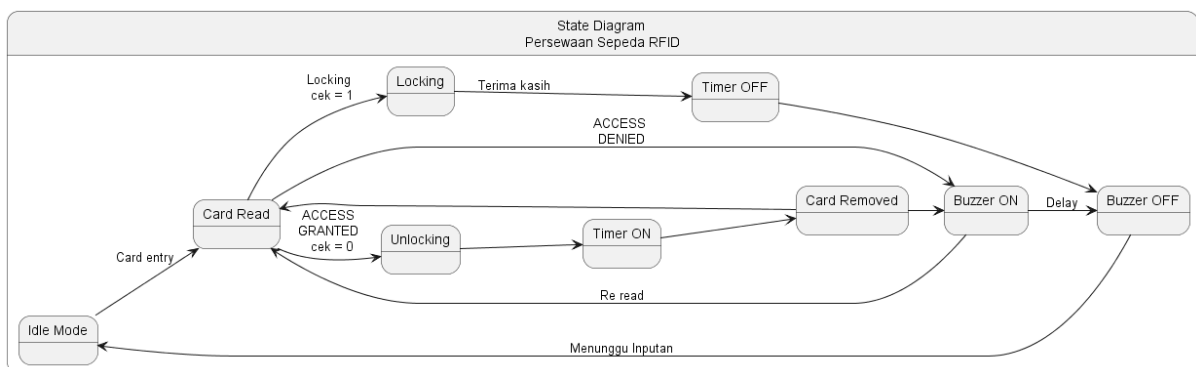 State Diagram
Persewaan Sepeda RFID
Locking
cek = 1
Locking
Terima kasih
Timer OFF
ACCESS
DENIED
Card Read
ACCESS
GRANTED
cek = 0
Unlocking
Timer ON
Card Removed
Buzzer ON
Delay
Buzzer OFF
Card entry
Re read
Idle Mode
Menunggu Inputan